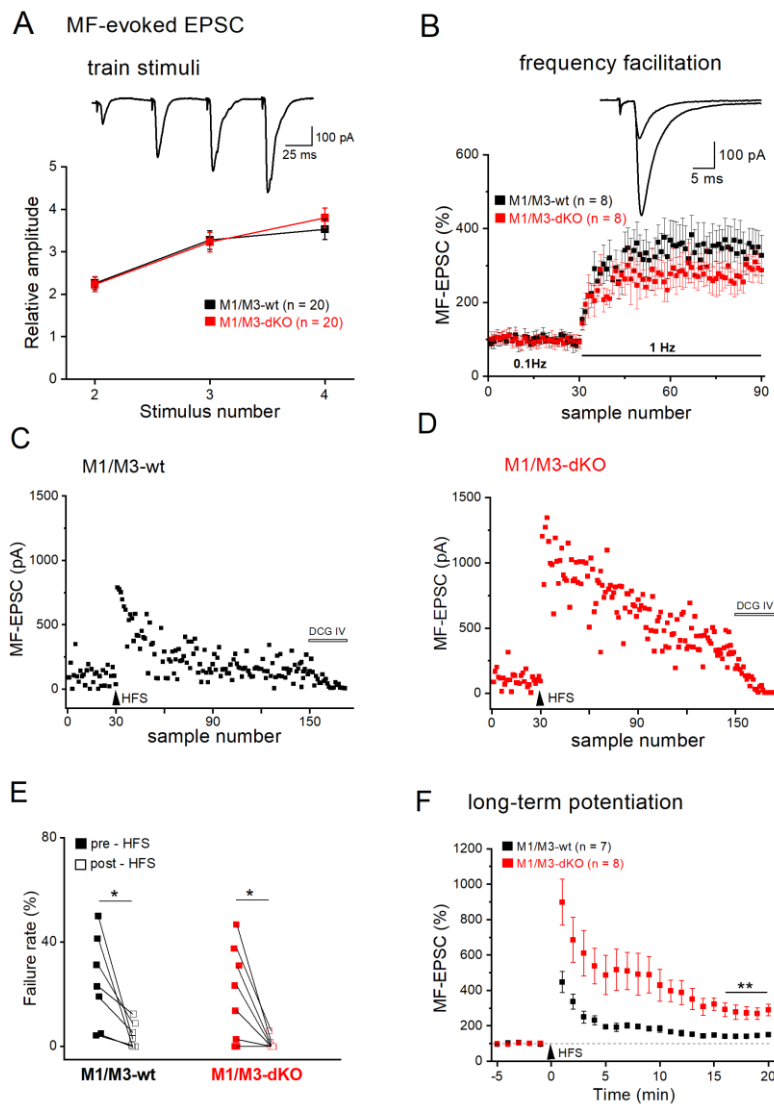 A MF-evoked EPSC
train stimuli
100 pA
25 ms
5
4
3
2
1
0
Relative amplitude
M1/M3-wt (n = 20)
M1/M3-dKO (n = 20)
2 3 4
Stimulus number
B
frequency facilitation
100 pA
5 ms
600
400
200
0
MF-EPSC (%)
M1/M3-wt (n = 8)
M1/M3-dKO (n = 8)
0.1Hz
1 Hz
0 30 60 90
sample number
C
M1/M3-wt
1500
1000
500
0
MF-EPSC (pA)
DCG IV
HFS
0 30 90 150
sample number
D
M1/M3-dKO
1500
1000
500
0
MF-EPSC (pA)
DCG IV
HFS
0 30 90 150
sample number
E
80
40
0
Failure rate (%)
pre - HFS
post - HFS
*
*
M1/M3-wt M1/M3-dKO
F long-term potentiation
1200
1000
800
600
400
200
0
MF-EPSC (%)
M1/M3-wt (n = 7)
M1/M3-dKO (n = 8)
**
HFS
-5 0 5 10 15 20
Time (min)